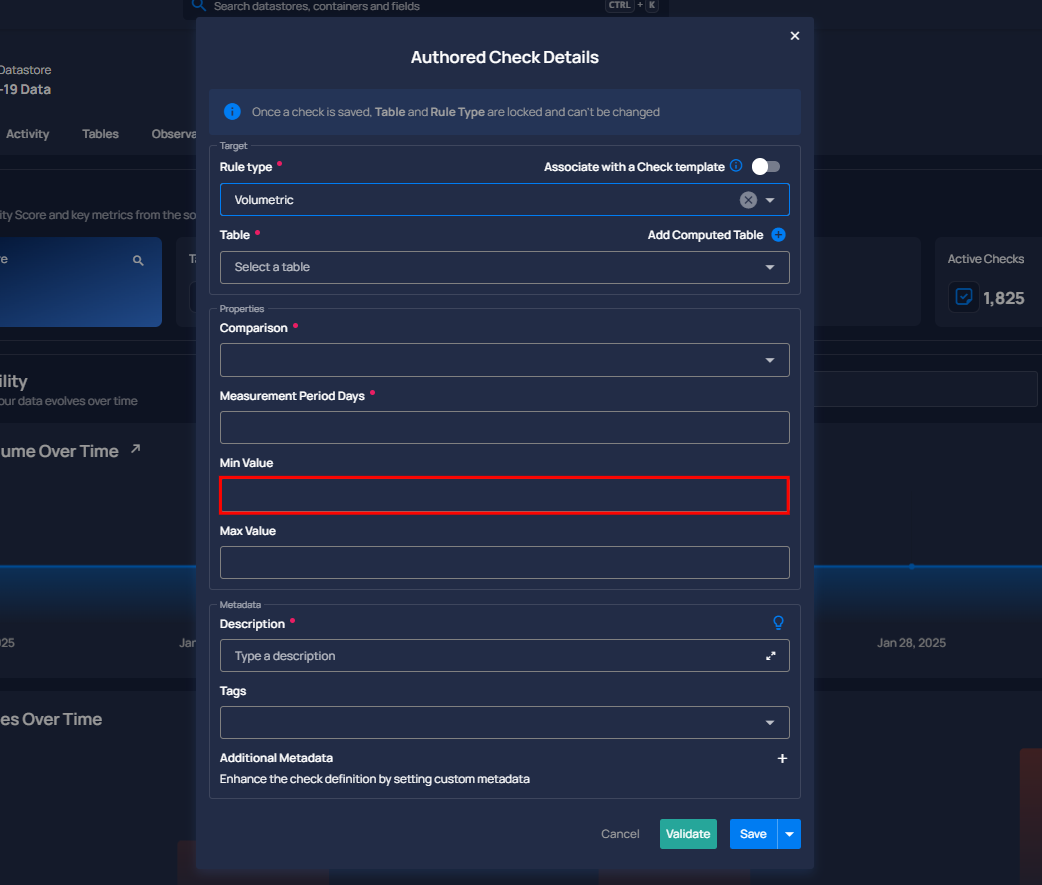 Search datastores, containers and fields
CTRL + K
Authored Check Details
Datastore
-19 Data
Once a check is saved, Table and Rule Type are locked and can't be changed
Activity Tables Observa
Target
Rule type *
Associate with a Check template
Volumetric
ity Score and key metrics from the so
Table *
Add Computed Table
Select a table
Active Checks
1,825
Properties
Comparison *
ility
our data evolves over time
Measurement Period Days *
ume Over Time
Min Value
Max Value
Metadata
Description *
025
Jan
Jan 28, 2025
Type a description
Tags
es Over Time
Additional Metadata
Enhance the check definition by setting custom metadata
Cancel
Validate
Save